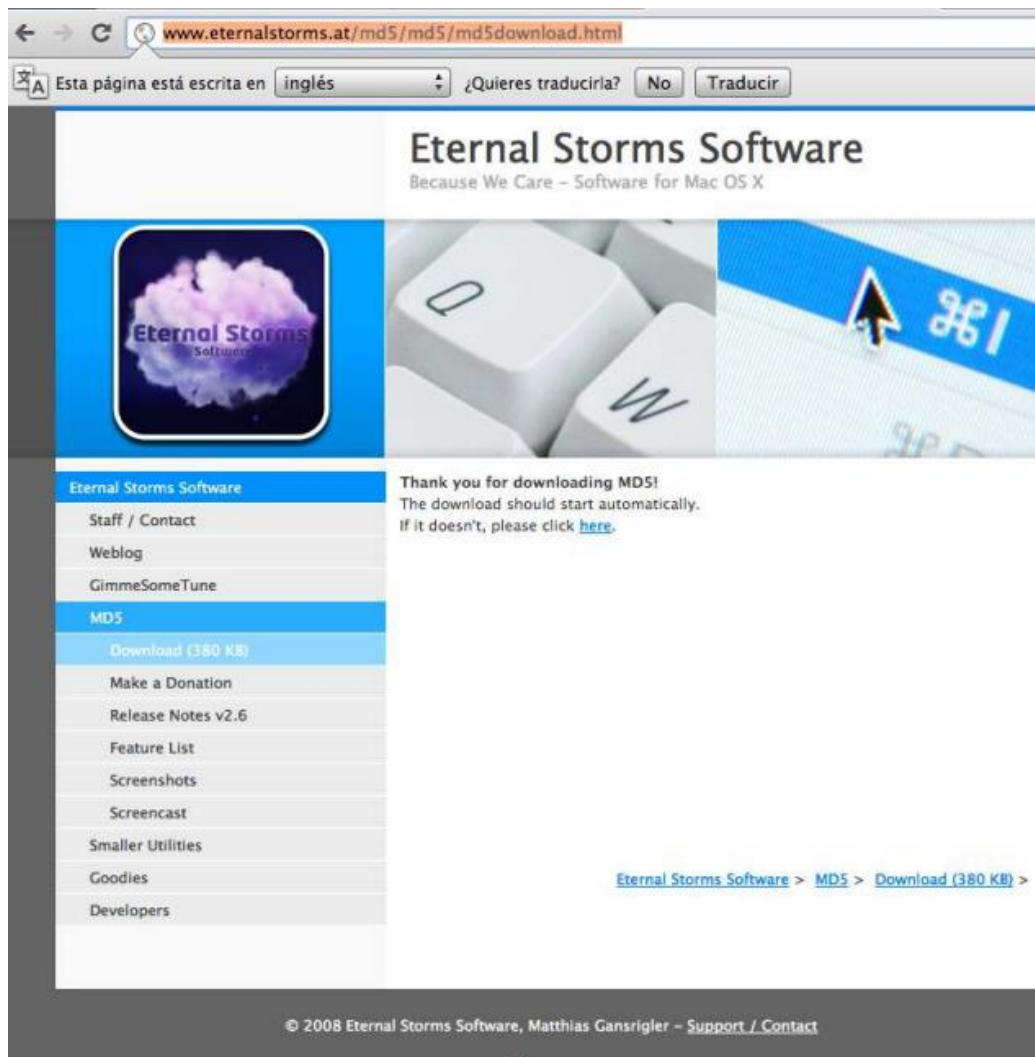 www.eternalstorms.at/md5/md5/md5download.html
Esta página está escrita en inglés ¿Quieres traducirla? No Traducir
Eternal Storms Software
Because We Care – Software for Mac OS X
Eternal Storms
Software
Q
W
⌘I
Eternal Storms Software
Staff / Contact
Weblog
GimmeSomeTune
MD5
Download (380 KB)
Make a Donation
Release Notes v2.6
Feature List
Screenshots
Screencast
Smaller Utilities
Goodies
Developers
Thank you for downloading MD5!
The download should start automatically.
If it doesn't, please click here.
Eternal Storms Software > MD5 > Download (380 KB) >
© 2008 Eternal Storms Software, Matthias Gansrigler – Support / Contact